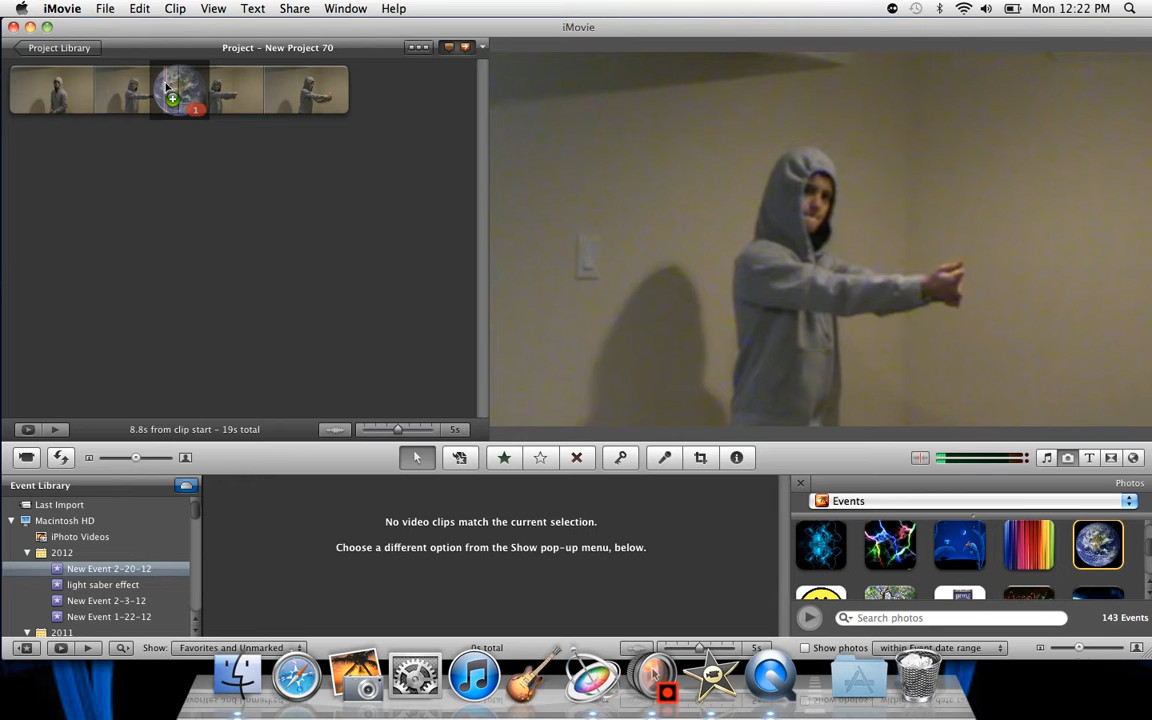 iMovie File Edit Clip View Text Share Window Help Mon 12:22 PM
iMovie
Project Library Project – New Project 70
1
8.8s from clip start – 19s total 5s
Event Library
Last Import
Macintosh HD
iPhoto Videos
2012
New Event 2-20-12
light saber effect
New Event 2-3-12
New Event 1-22-12
2011
No video clips match the current selection.
Choose a different option from the Show pop-up menu, below.
Photos
Events
Search photos 143 Events
Show: Favorites and Unmarked 0s total 5s Show photos within Event date range